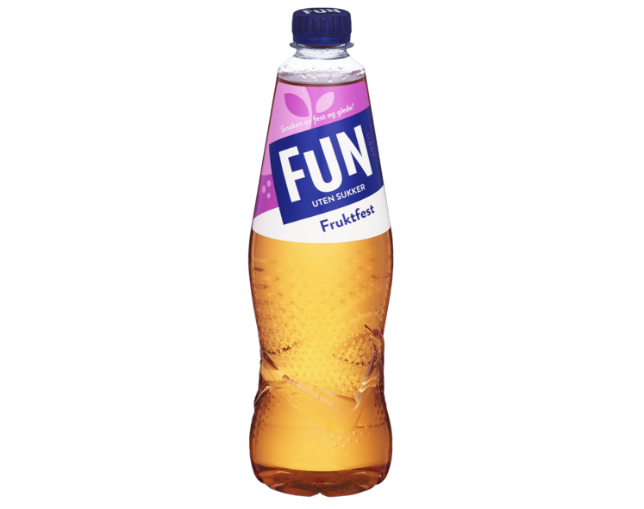 FUN
Smaken av fest og glede!
FUN
UTEN SUKKER
Fruktfest